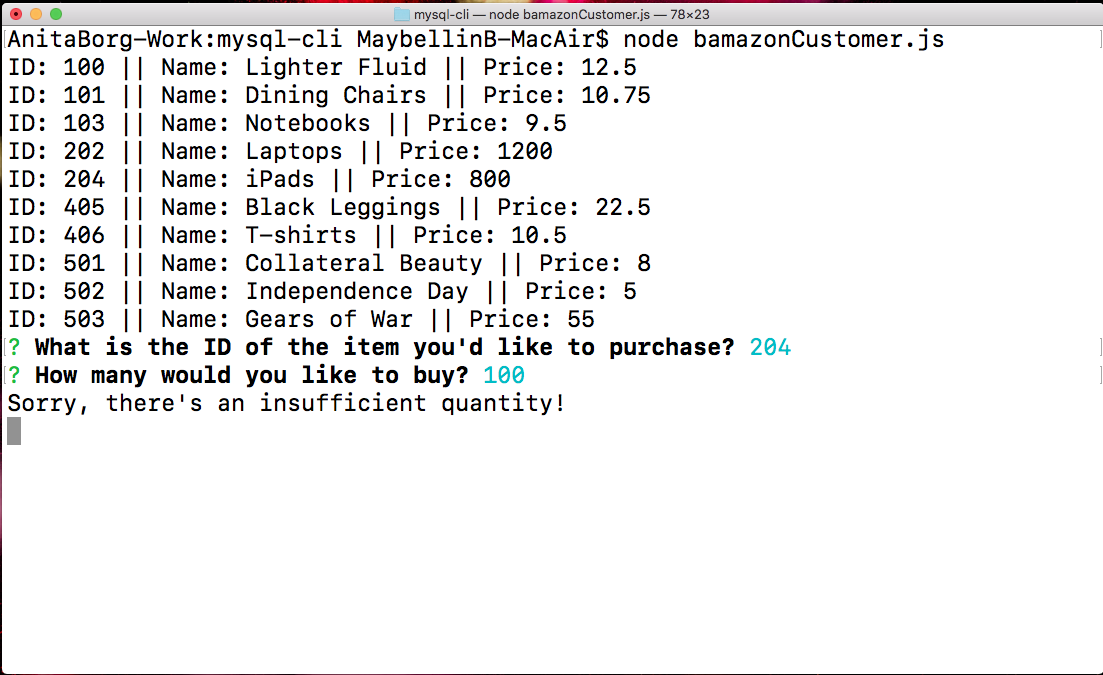 mysql-cli — node bamazonCustomer.js — 78×23
AnitaBorg-Work:mysql-cli MaybellinB-MacAir$ node bamazonCustomer.js
ID: 100 || Name: Lighter Fluid || Price: 12.5
ID: 101 || Name: Dining Chairs || Price: 10.75
ID: 103 || Name: Notebooks || Price: 9.5
ID: 202 || Name: Laptops || Price: 1200
ID: 204 || Name: iPads || Price: 800
ID: 405 || Name: Black Leggings || Price: 22.5
ID: 406 || Name: T-shirts || Price: 10.5
ID: 501 || Name: Collateral Beauty || Price: 8
ID: 502 || Name: Independence Day || Price: 5
ID: 503 || Name: Gears of War || Price: 55
? What is the ID of the item you'd like to purchase? 204
? How many would you like to buy? 100
Sorry, there's an insufficient quantity!